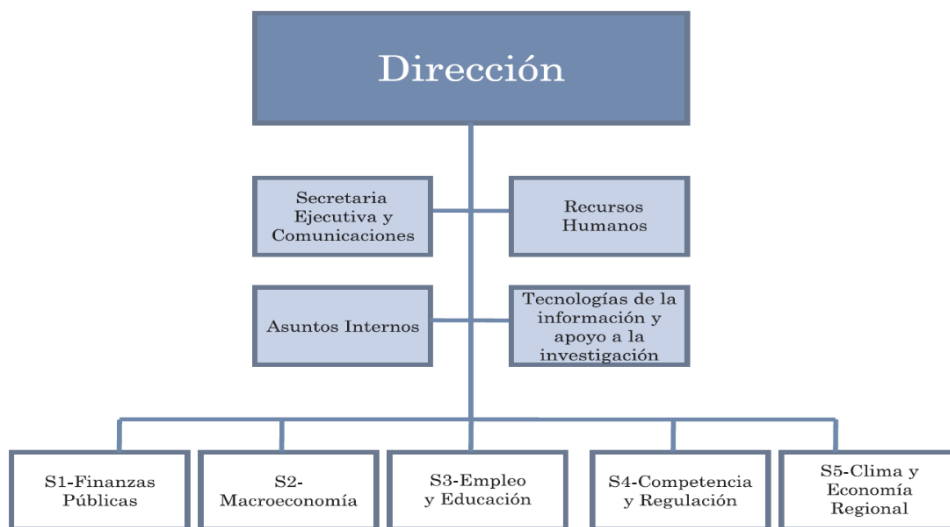 Dirección
Secretaria
Ejecutiva y
Comunicaciones
Recursos
Humanos
Asuntos Internos
Tecnologías de la
información y
apoyo a la
investigación
S1-Finanzas
Públicas
S2-
Macroeconomía
S3-Empleo
y Educación
S4-Competencia
y Regulación
S5-Clima y
Economía
Regional